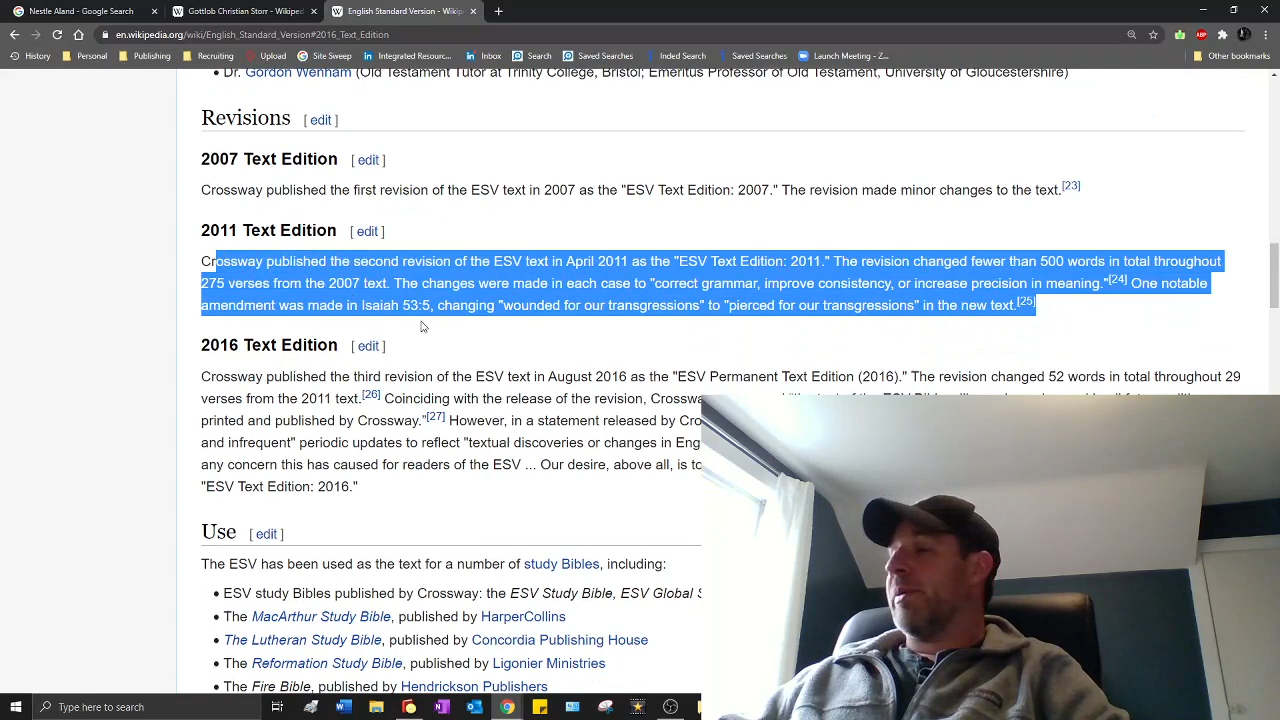 Nestle Aland - Google Search
Gottlob Christian Storr - Wikiped
English Standard Version - Wikip
en.wikipedia.org/wiki/English_Standard_Version#2016_Text_Edition
History Personal Publishing Recruiting Upload Site Sweep Integrated Resourc... Inbox Search Saved Searches Indeed Search Saved Searches Launch Meeting - Z... Other bookmarks
• Dr. Gordon Wenham (Old Testament Tutor at Trinity College, Bristol; Emeritus Professor of Old Testament, University of Gloucestershire)
Revisions [ edit ]
2007 Text Edition [ edit ]
Crossway published the first revision of the ESV text in 2007 as the "ESV Text Edition: 2007." The revision made minor changes to the text.[23]
2011 Text Edition [ edit ]
Crossway published the second revision of the ESV text in April 2011 as the "ESV Text Edition: 2011." The revision changed fewer than 500 words in total throughout
275 verses from the 2007 text. The changes were made in each case to "correct grammar, improve consistency, or increase precision in meaning."[24] One notable
amendment was made in Isaiah 53:5, changing "wounded for our transgressions" to "pierced for our transgressions" in the new text.[25]
2016 Text Edition [ edit ]
Crossway published the third revision of the ESV text in August 2016 as the "ESV Permanent Text Edition (2016)." The revision changed 52 words in total throughout 29
verses from the 2011 text.[26] Coinciding with the release of the revision, Crossway
printed and published by Crossway."[27] However, in a statement released by Cro
and infrequent" periodic updates to reflect "textual discoveries or changes in Eng
any concern this has caused for readers of the ESV ... Our desire, above all, is to
"ESV Text Edition: 2016."
Use [ edit ]
The ESV has been used as the text for a number of study Bibles, including:
• ESV study Bibles published by Crossway: the ESV Study Bible, ESV Global S
• The MacArthur Study Bible, published by HarperCollins
• The Lutheran Study Bible, published by Concordia Publishing House
• The Reformation Study Bible, published by Ligonier Ministries
• The Fire Bible, published by Hendrickson Publishers
Type here to search